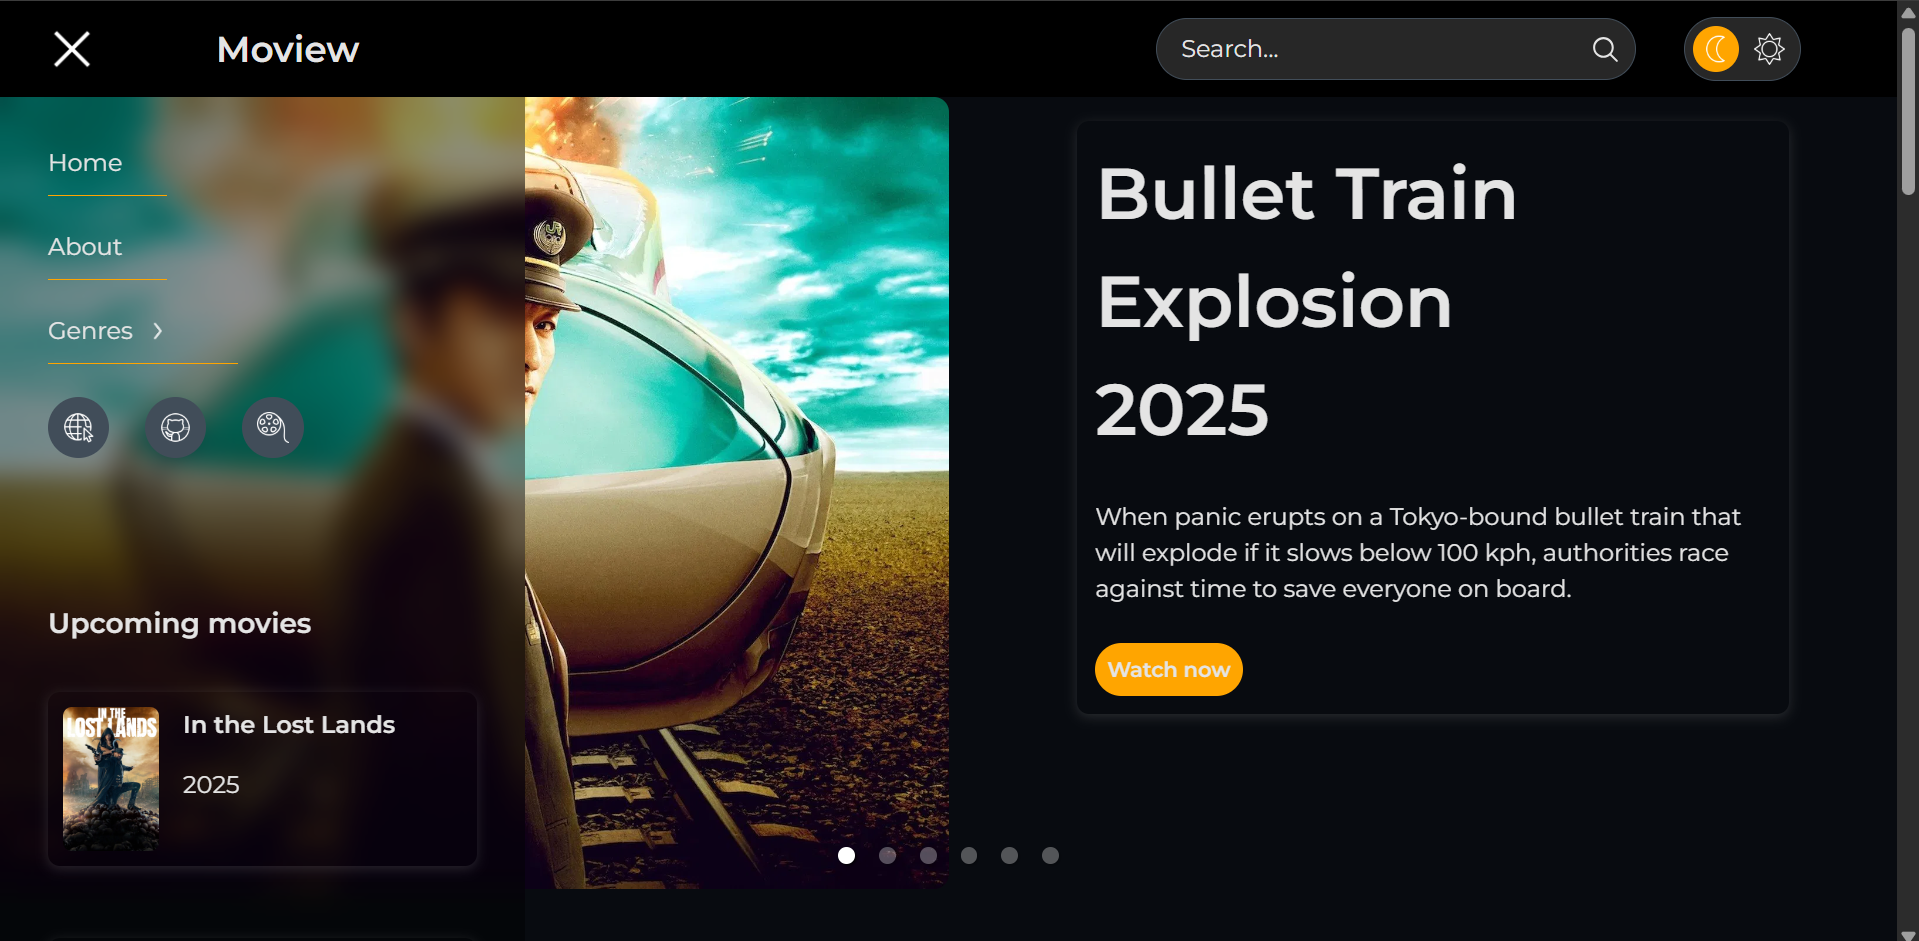 Moview
Search...
Home
About
Genres
Upcoming movies
IN THE
LOST LANDS
In the Lost Lands
2025
JR
Bullet Train
Explosion
2025
When panic erupts on a Tokyo-bound bullet train that
will explode if it slows below 100 kph, authorities race
against time to save everyone on board.
Watch now